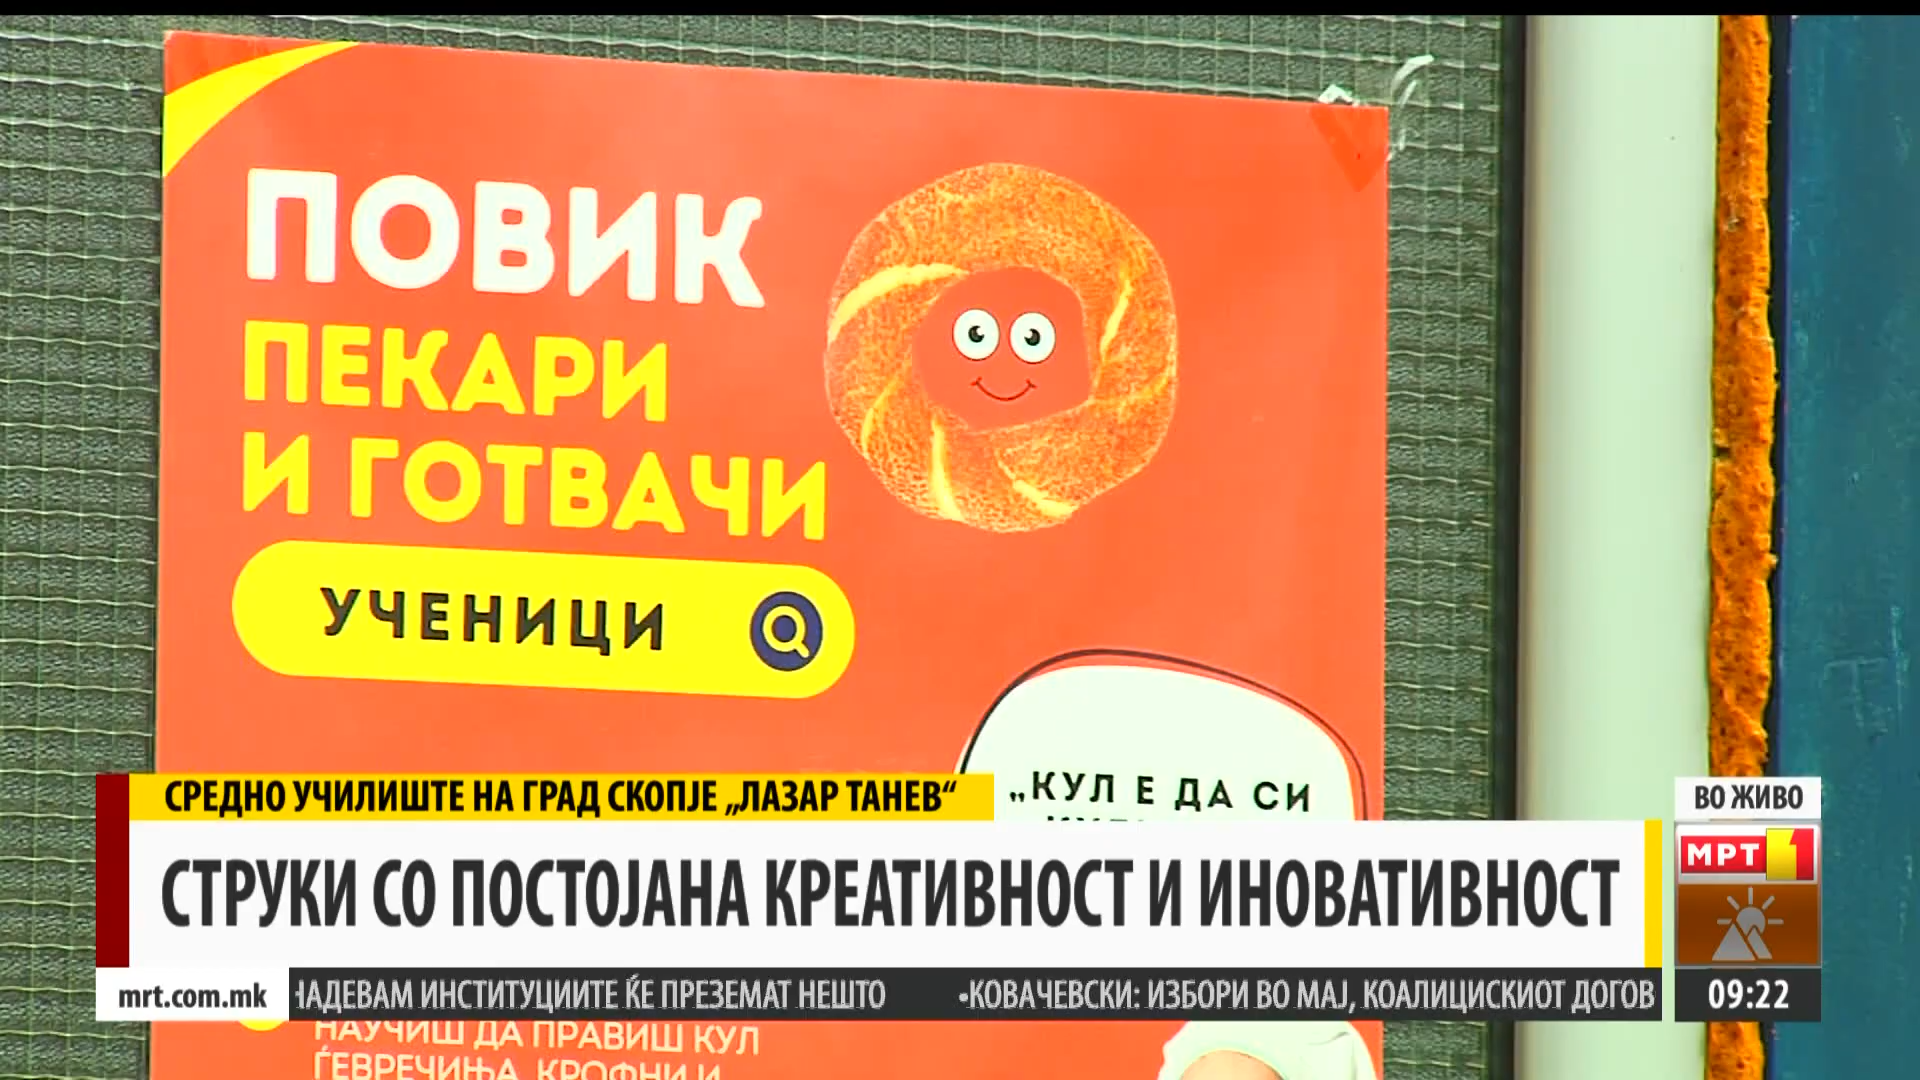 ПОВИК
ПЕКАРИ
И ГОТВАЧИ
УЧЕНИЦИ
„КУЛ Е ДА СИ
СРЕДНО УЧИЛИШТЕ НА ГРАД СКОПЈЕ „ЛАЗАР ТАНЕВ“
ВО ЖИВО
СТРУКИ СО ПОСТОЈАНА КРЕАТИВНОСТ И ИНОВАТИВНОСТ
МРТ 1
mrt.com.mk
НАДЕВАМ ИНСТИТУЦИИТЕ ЌЕ ПРЕЗЕМАТ НЕШТО •КОВАЧЕВСКИ: ИЗБОРИ ВО МАЈ, КОАЛИЦИСКИОТ ДОГОВ
09:22
НАУЧИШ ДА ПРАВИШ КУЛ
ЃЕВРЕЧИЊА, КРОФНИ И